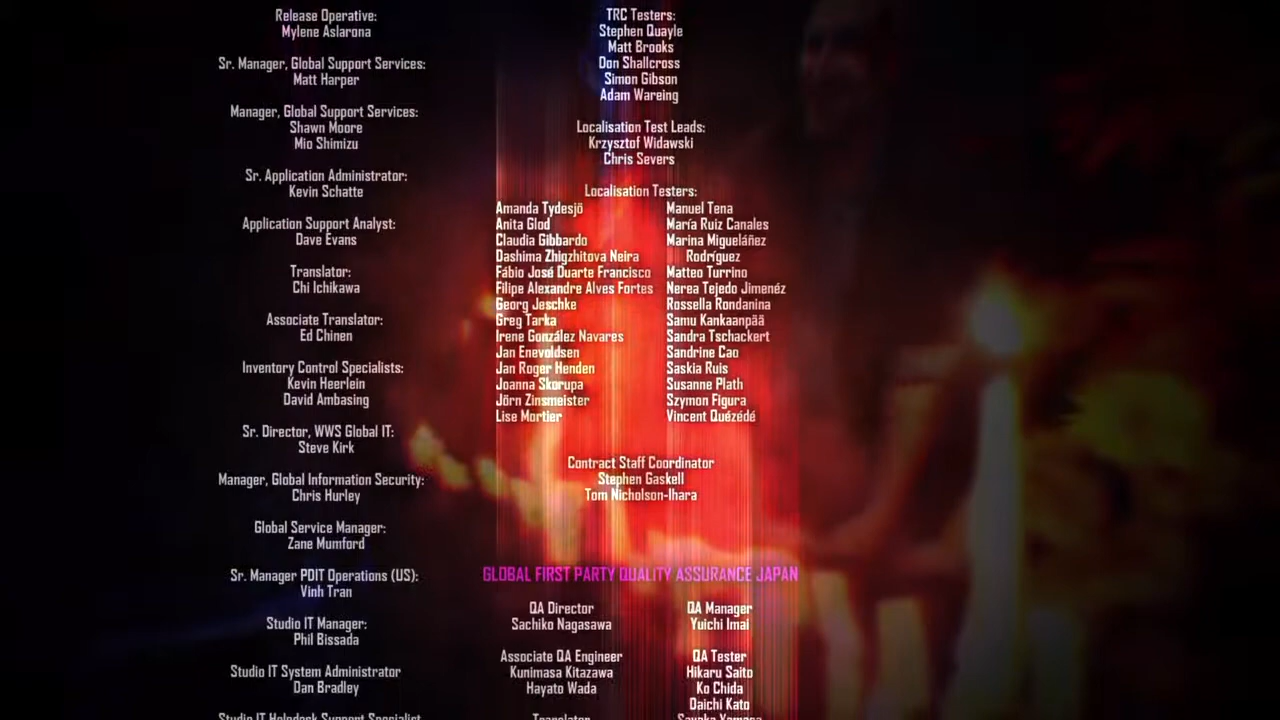 Release Operative:
Mylene Aslarona
Sr. Manager, Global Support Services:
Matt Harper
Manager, Global Support Services:
Shawn Moore
Mio Shimizu
Sr. Application Administrator:
Kevin Schatte
Application Support Analyst:
Dave Evans
Translator:
Chi Ichikawa
Associate Translator:
Ed Chinen
Inventory Control Specialists:
Kevin Heerlein
David Ambasing
Sr. Director, WWS Global IT:
Steve Kirk
Manager, Global Information Security:
Chris Hurley
Global Service Manager:
Zane Mumford
Sr. Manager PDIT Operations (US):
Vinh Tran
Studio IT Manager:
Phil Bissada
Studio IT System Administrator
Dan Bradley
Studio IT Helpdesk Support Specialist
TRC Testers:
Stephen Quayle
Matt Brooks
Don Shallcross
Simon Gibson
Adam Wareing
Localisation Test Leads:
Krzysztof Widawski
Chris Severs
Localisation Testers:
Amanda Tydesjö
Anita Glod
Claudia Gibbardo
Dashima Zhigzhitova Neira
Fábio José Duarte Francisco
Filipe Alexandre Alves Fortes
Georg Jeschke
Greg Tarka
Irene González Navares
Jan Enevoldsen
Jan Roger Henden
Joanna Skorupa
Jörn Zinsmeister
Lise Mortier
Manuel Tena
María Ruiz Canales
Marina Migueláñez
Rodríguez
Matteo Turrino
Nerea Tejedo Jimenéz
Rossella Rondanina
Samu Kankaanpää
Sandra Tschackert
Sandrine Cao
Saskia Ruis
Susanne Plath
Szymon Figura
Vincent Quézédé
Contract Staff Coordinator
Stephen Gaskell
Tom Nicholson-Ihara
GLOBAL FIRST PARTY QUALITY ASSURANCE JAPAN
QA Director
Sachiko Nagasawa
Associate QA Engineer
Kunimasa Kitazawa
Hayato Wada
Translator
QA Manager
Yuichi Imai
QA Tester
Hikaru Saito
Ko Chida
Daichi Kato